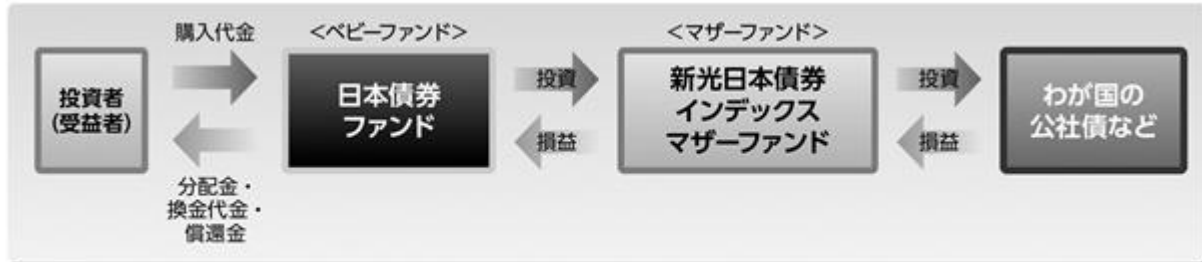 購入代金
<ベビーファンド>
<マザーファンド>
投資者
(受益者)
日本債券
ファンド
投資
損益
新光日本債券
インデックス
マザーファンド
投資
損益
わが国の
公社債など
分配金・
換金代金・
償還金